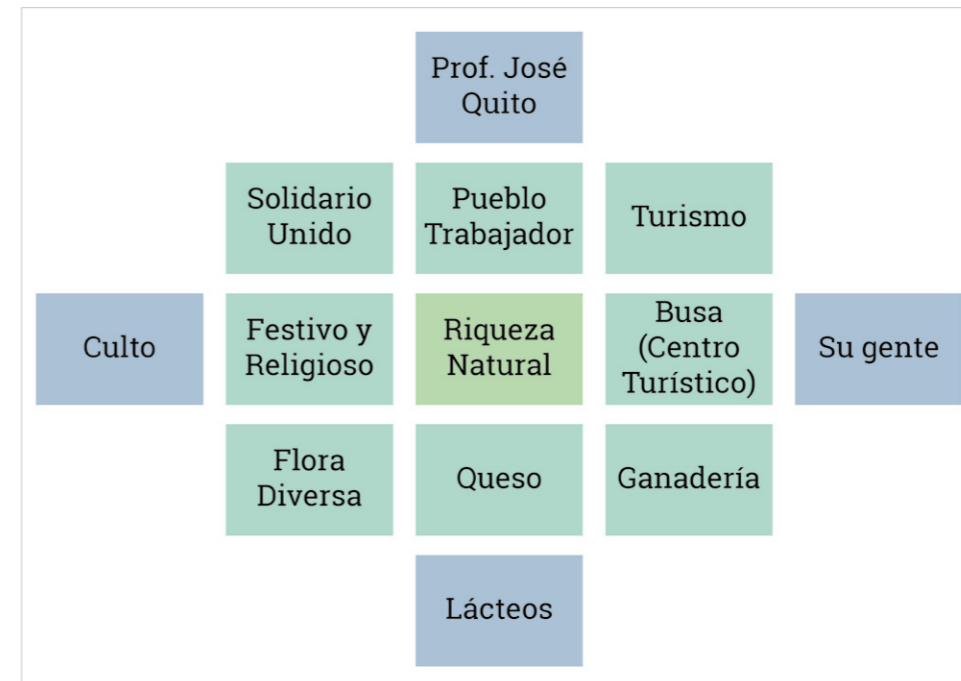 Prof. José
Quito
Solidario
Unido
Pueblo
Trabajador
Turismo
Culto
Festivo y
Religioso
Riqueza
Natural
Busa
(Centro
Turístico)
Su gente
Flora
Diversa
Queso
Ganadería
Lácteos